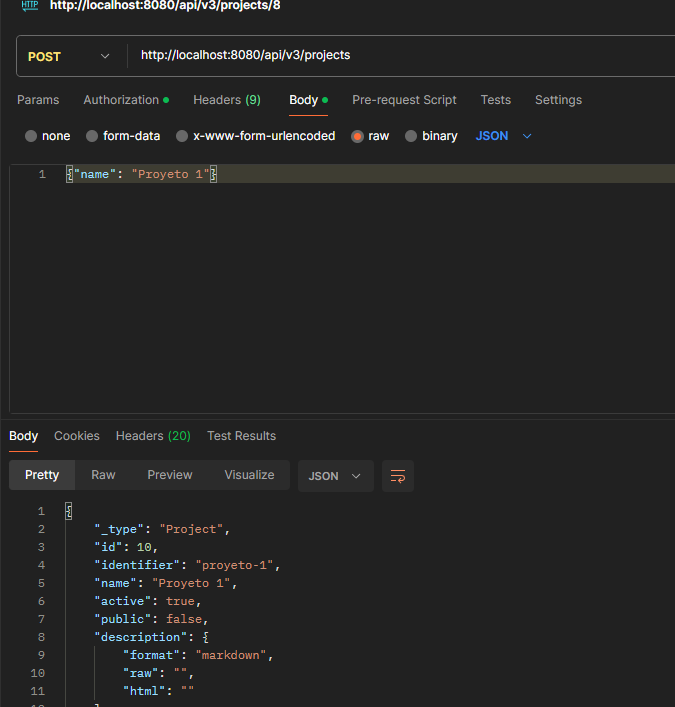 HTTP http://localhost:8080/api/v3/projects/8
POST http://localhost:8080/api/v3/projects
Params Authorization Headers (9) Body Pre-request Script Tests Settings
none form-data x-www-form-urlencoded raw binary JSON
1 {"name": "Proyeto 1"}
Body Cookies Headers (20) Test Results
Pretty Raw Preview Visualize JSON
1 {
2 "_type": "Project",
3 "id": 10,
4 "identifier": "proyeto-1",
5 "name": "Proyeto 1",
6 "active": true,
7 "public": false,
8 "description": {
9 "format": "markdown",
10 "raw": "",
11 "html": ""